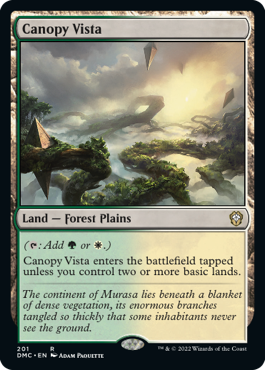 Canopy Vista
Land — Forest Plains
(: Add or .)
Canopy Vista enters the battlefield tapped
unless you control two or more basic lands.
The continent of Murasa lies beneath a blanket
of dense vegetation, its enormous branches
tangled so thickly that some inhabitants never
see the ground.
201 R
DMC • EN Adam Paquette
™ & © 2022 Wizards of the Coast